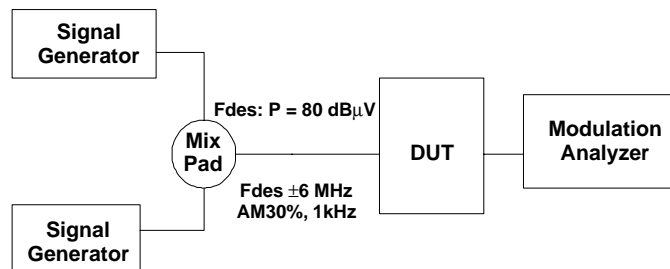 Signal
Generator
Fdes: P = 80 dBμV
Mix
Pad
DUT
Modulation
Analyzer
Fdes ±6 MHz
AM30%, 1kHz
Signal
Generator